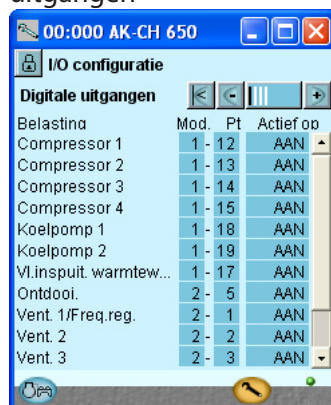 uitgangen
00:000 AK-CH 650
I/O configuratie
Digitale uitgangen
Belasting Mod. Pt Actief op
Compressor 1 1 - 12 AAN
Compressor 2 1 - 13 AAN
Compressor 3 1 - 14 AAN
Compressor 4 1 - 15 AAN
Koelpomp 1 1 - 18 AAN
Koelpomp 2 1 - 19 AAN
Vl.inspuit. warmtew... 1 - 17 AAN
Ontdooi. 2 - 5 AAN
Vent. 1/Freq.reg. 2 - 1 AAN
Vent. 2 2 - 2 AAN
Vent. 3 2 - 3 AAN